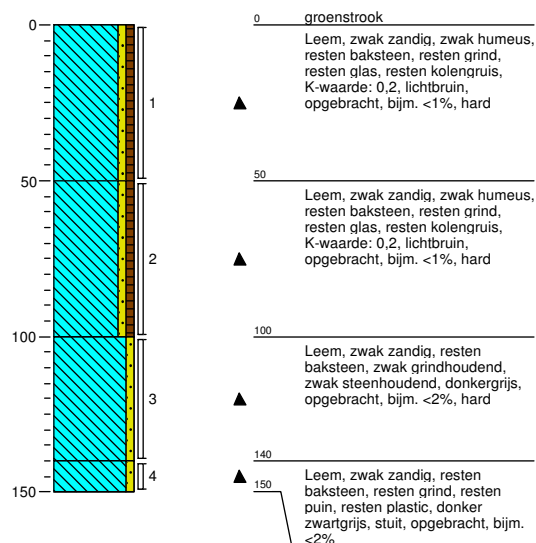 0
50
100
150
1
2
3
4
0 groenstrook
Leem, zwak zandig, zwak humeus,
resten baksteen, resten grind,
resten glas, resten kolengruis,
K-waarde: 0,2, lichtbruin,
opgebracht, bijm. <1%, hard
50
Leem, zwak zandig, zwak humeus,
resten baksteen, resten grind,
resten glas, resten kolengruis,
K-waarde: 0,2, lichtbruin,
opgebracht, bijm. <1%, hard
100
Leem, zwak zandig, resten
baksteen, zwak grindhoudend,
zwak steenhoudend, donkergrijs,
opgebracht, bijm. <2%, hard
140
150
Leem, zwak zandig, resten
baksteen, resten grind, resten
puin, resten plastic, donker
zwartgrijs, stuit, opgebracht, bijm.
<2%